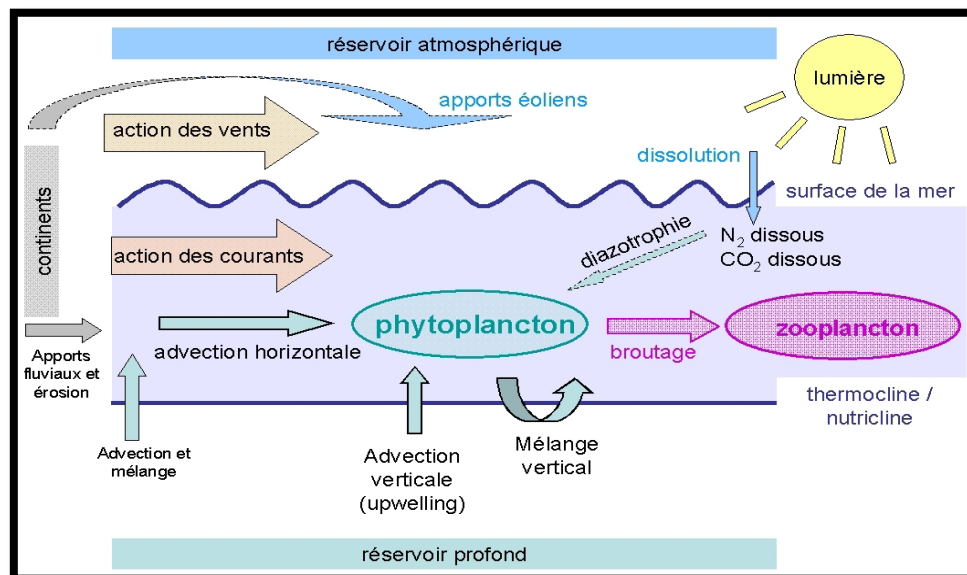 réservoir atmosphérique
lumière
apports éoliens
action des vents
dissolution
continents
surface de la mer
N₂ dissous
CO₂ dissous
diazotrophie
action des courants
phytoplancton
zooplancton
advection horizontale
broutage
Apports
fluviaux et
érosion
thermocline /
nutricline
Advection et
mélange
Advection
verticale
(upwelling)
Mélange
vertical
réservoir profond